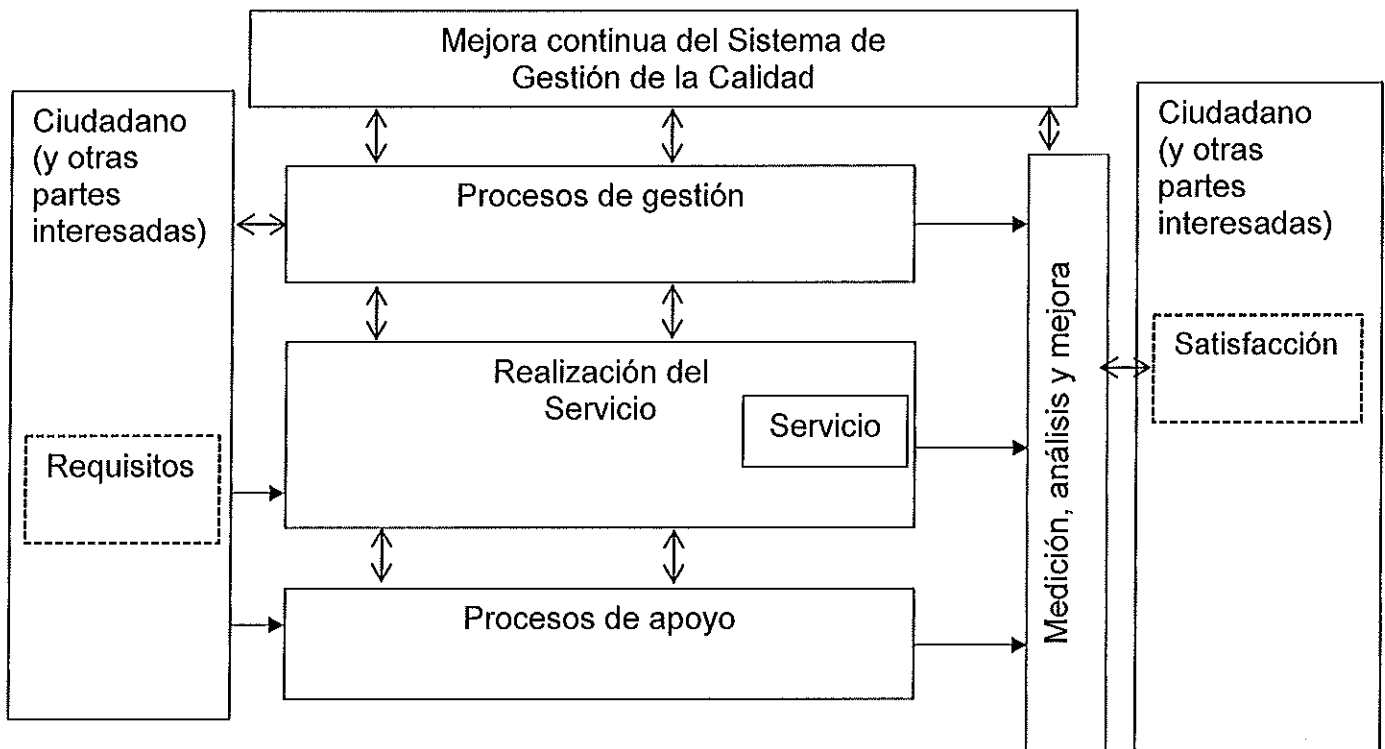 Mejora continua del Sistema de
Gestión de la Calidad
Ciudadano
(y otras
partes
interesadas)
Requisitos
Procesos de gestión
Realización del
Servicio
Servicio
Procesos de apoyo
Medición, análisis y mejora
Ciudadano
(y otras
partes
interesadas)
Satisfacción